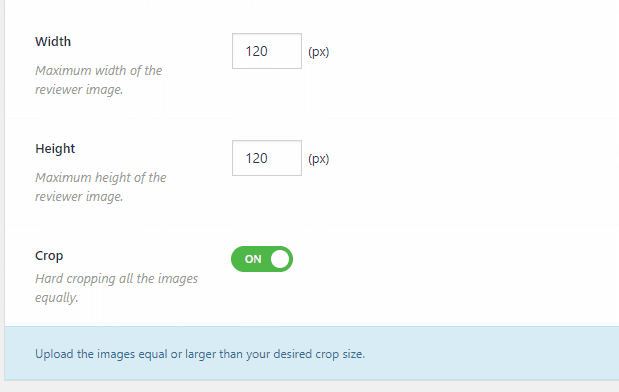 Width
120 (px)
Maximum width of the
reviewer image.
Height
120 (px)
Maximum height of the
reviewer image.
Crop
ON
Hard cropping all the images
equally.
Upload the images equal or larger than your desired crop size.